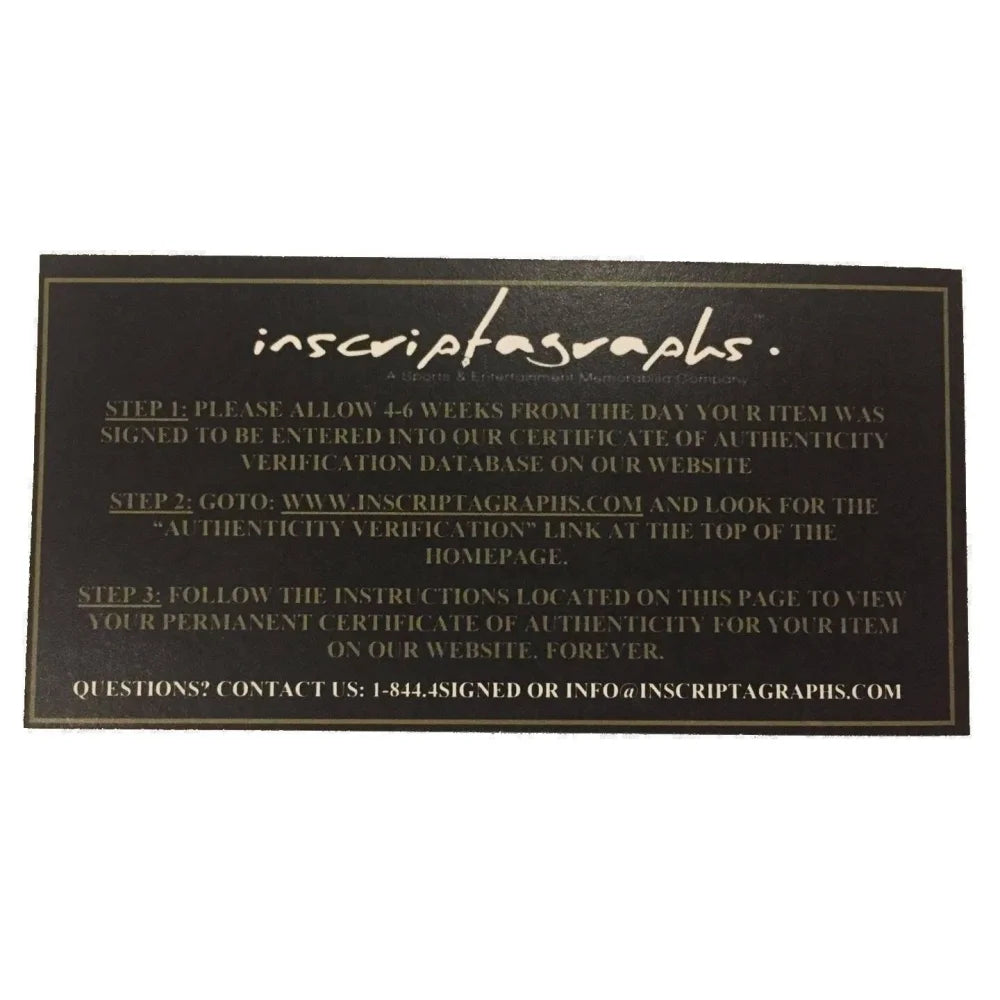 inscriptagraphs. ™
A Sports & Entertainment Memorabilia Company
STEP 1: PLEASE ALLOW 4-6 WEEKS FROM THE DAY YOUR ITEM WAS
SIGNED TO BE ENTERED INTO OUR CERTIFICATE OF AUTHENTICITY
VERIFICATION DATABASE ON OUR WEBSITE
STEP 2: GOTO: WWW.INSCRIPTAGRAPHS.COM AND LOOK FOR THE
“AUTHENTICITY VERIFICATION” LINK AT THE TOP OF THE
HOMEPAGE.
STEP 3: FOLLOW THE INSTRUCTIONS LOCATED ON THIS PAGE TO VIEW
YOUR PERMANENT CERTIFICATE OF AUTHENTICITY FOR YOUR ITEM
ON OUR WEBSITE. FOREVER.
QUESTIONS? CONTACT US: 1-844.4SIGNED OR INFO@INSCRIPTAGRAPHS.COM